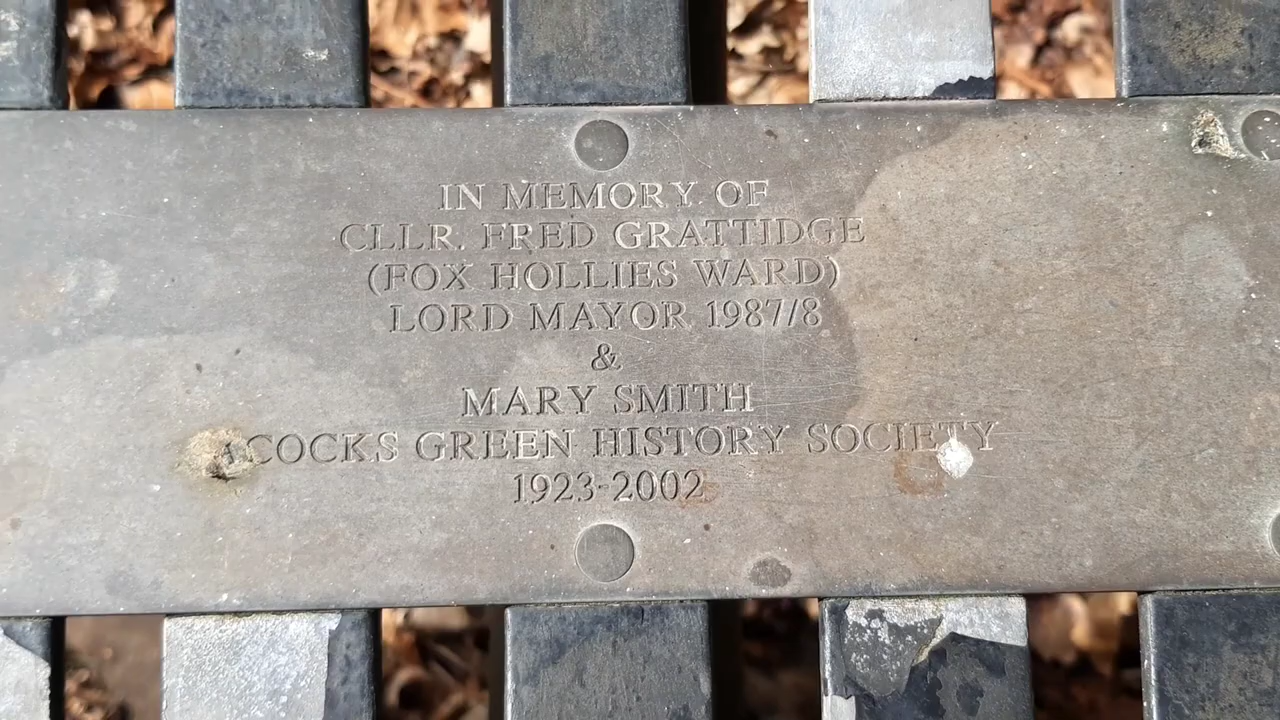 IN MEMORY OF
CLLR. FRED GRATTIDGE
(FOX HOLLIES WARD)
LORD MAYOR 1987/8
&
MARY SMITH
ACOCKS GREEN HISTORY SOCIETY
1923-2002